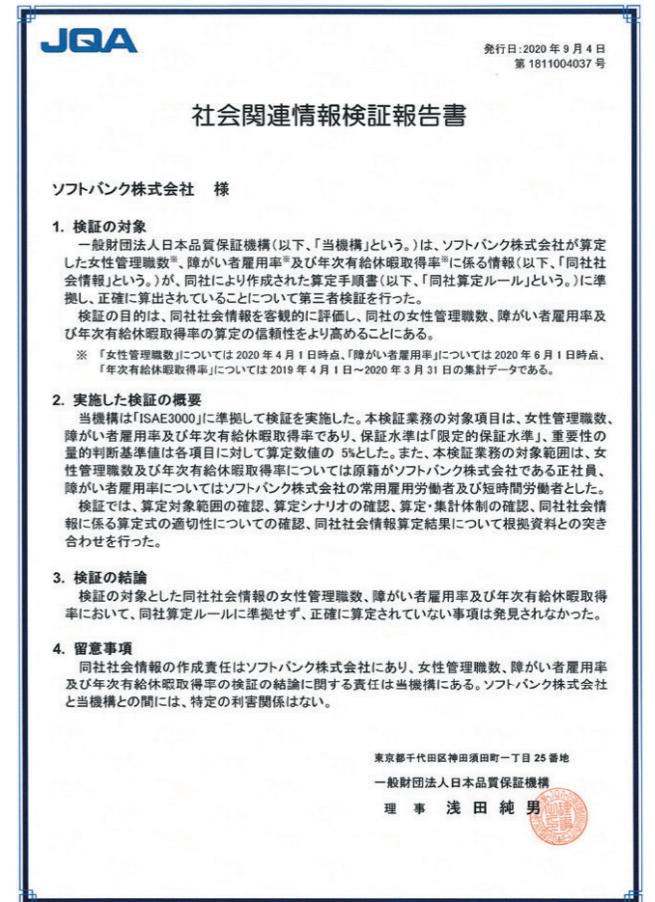 JQA
発行日:2020年9月4日
第1811004037号
社会関連情報検証報告書
ソフトバンク株式会社 様
1. 検証の対象
一般財団法人日本品質保証機構(以下、「当機構」という。)は、ソフトバンク株式会社が算定
した女性管理職数※、障がい者雇用率※及び年次有給休暇取得率※に係る情報(以下、「同社社
会情報」という。)が、同社により作成された算定手順書(以下、「同社算定ルール」という。)に準
拠し、正確に算出されていることについて第三者検証を行った。
検証の目的は、同社社会情報を客観的に評価し、同社の女性管理職数、障がい者雇用率及
び年次有給休暇取得率の算定の信頼性をより高めることにある。
※ 「女性管理職数」については2020年4月1日時点、「障がい者雇用率」については2020年6月1日時点、
「年次有給休暇取得率」については2019年4月1日~2020年3月31日の集計データである。
2. 実施した検証の概要
当機構は「ISAE3000」に準拠して検証を実施した。本検証業務の対象項目は、女性管理職数、
障がい者雇用率及び年次有給休暇取得率であり、保証水準は「限定的保証水準」、重要性の
量的判断基準値は各項目に対して算定数値の 5%とした。また、本検証業務の対象範囲は、女
性管理職数及び年次有給休暇取得率については原籍がソフトバンク株式会社である正社員、
障がい者雇用率についてはソフトバンク株式会社の常用雇用労働者及び短時間労働者とした。
検証では、算定対象範囲の確認、算定シナリオの確認、算定・集計体制の確認、同社社会情
報に係る算定式の適切性についての確認、同社社会情報算定結果について根拠資料との突き
合わせを行った。
3. 検証の結論
検証の対象とした同社社会情報の女性管理職数、障がい者雇用率及び年次有給休暇取得
率において、同社算定ルールに準拠せず、正確に算定されていない事項は発見されなかった。
4. 留意事項
同社社会情報の作成責任はソフトバンク株式会社にあり、女性管理職数、障がい者雇用率
及び年次有給休暇取得率の検証の結論に関する責任は当機構にある。ソフトバンク株式会社
と当機構との間には、特定の利害関係はない。
東京都千代田区神田須田町一丁目25番地
一般財団法人日本品質保証機構
理 事 浅 田 純 男